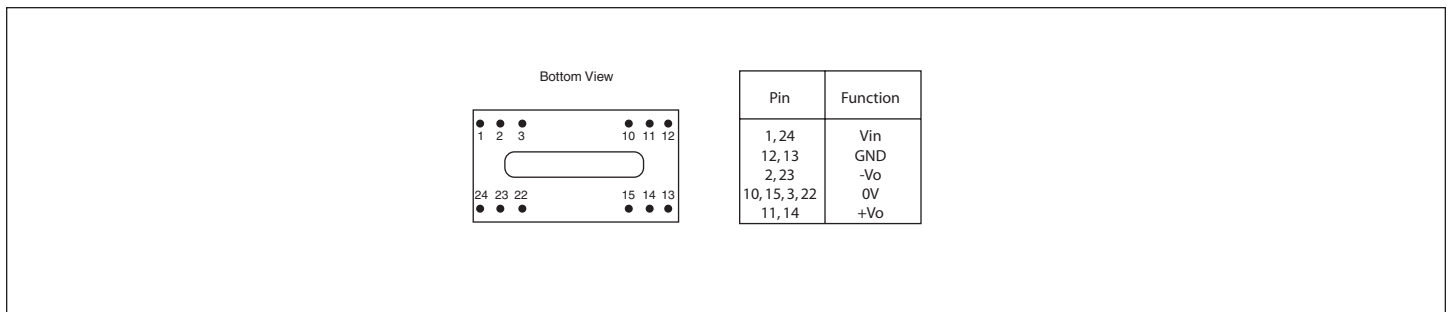 Bottom View
1 2 3 10 11 12
24 23 22 15 14 13
Pin Function
1, 24 Vin
12, 13 GND
2, 23 -Vo
10, 15, 3, 22 0V
11, 14 +Vo